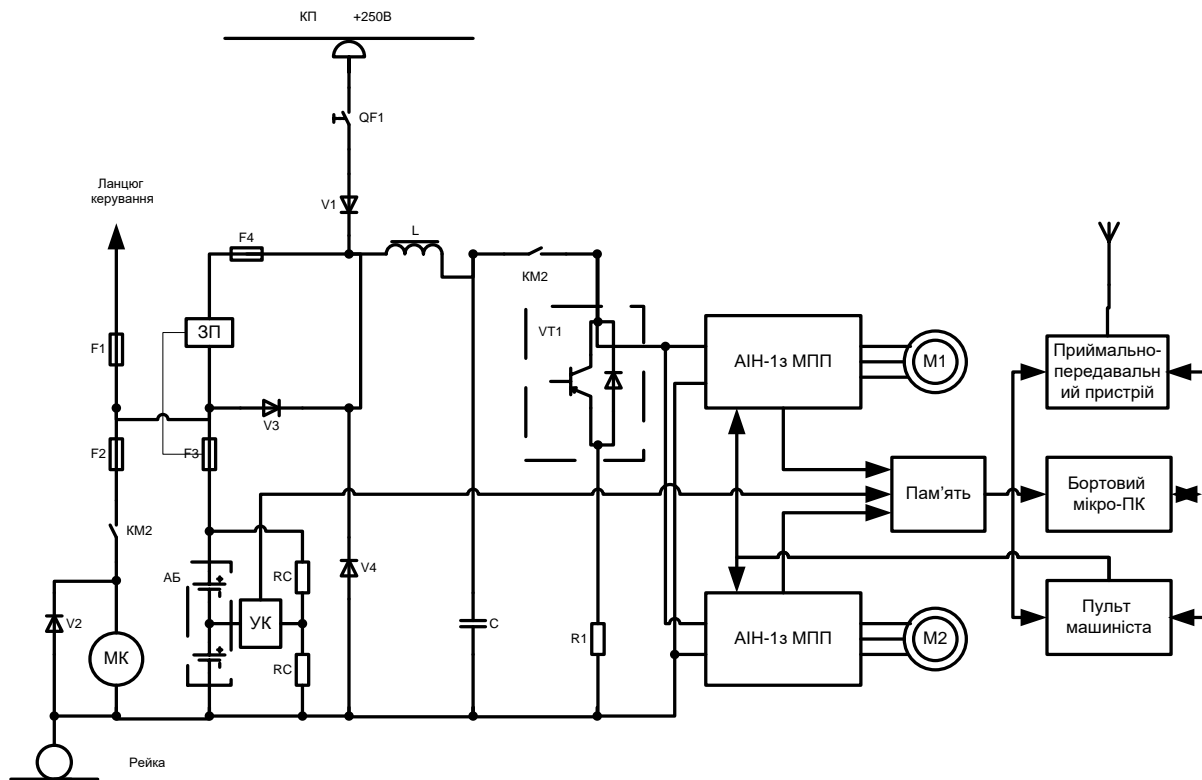 КП +250В
QF1
Ланцюг
керування
V1
F4
L
КМ2
VT1
ЗП
F1
АІН-1з МПП
М1
Приймально-
передавальн
ий пристрій
V3
F2
F3
Пам’ять
Бортовий
мікро-ПК
КМ2
АБ
RC
V4
V2
УК
С
R1
АІН-1з МПП
М2
Пульт
машиніста
МК
RC
Рейка